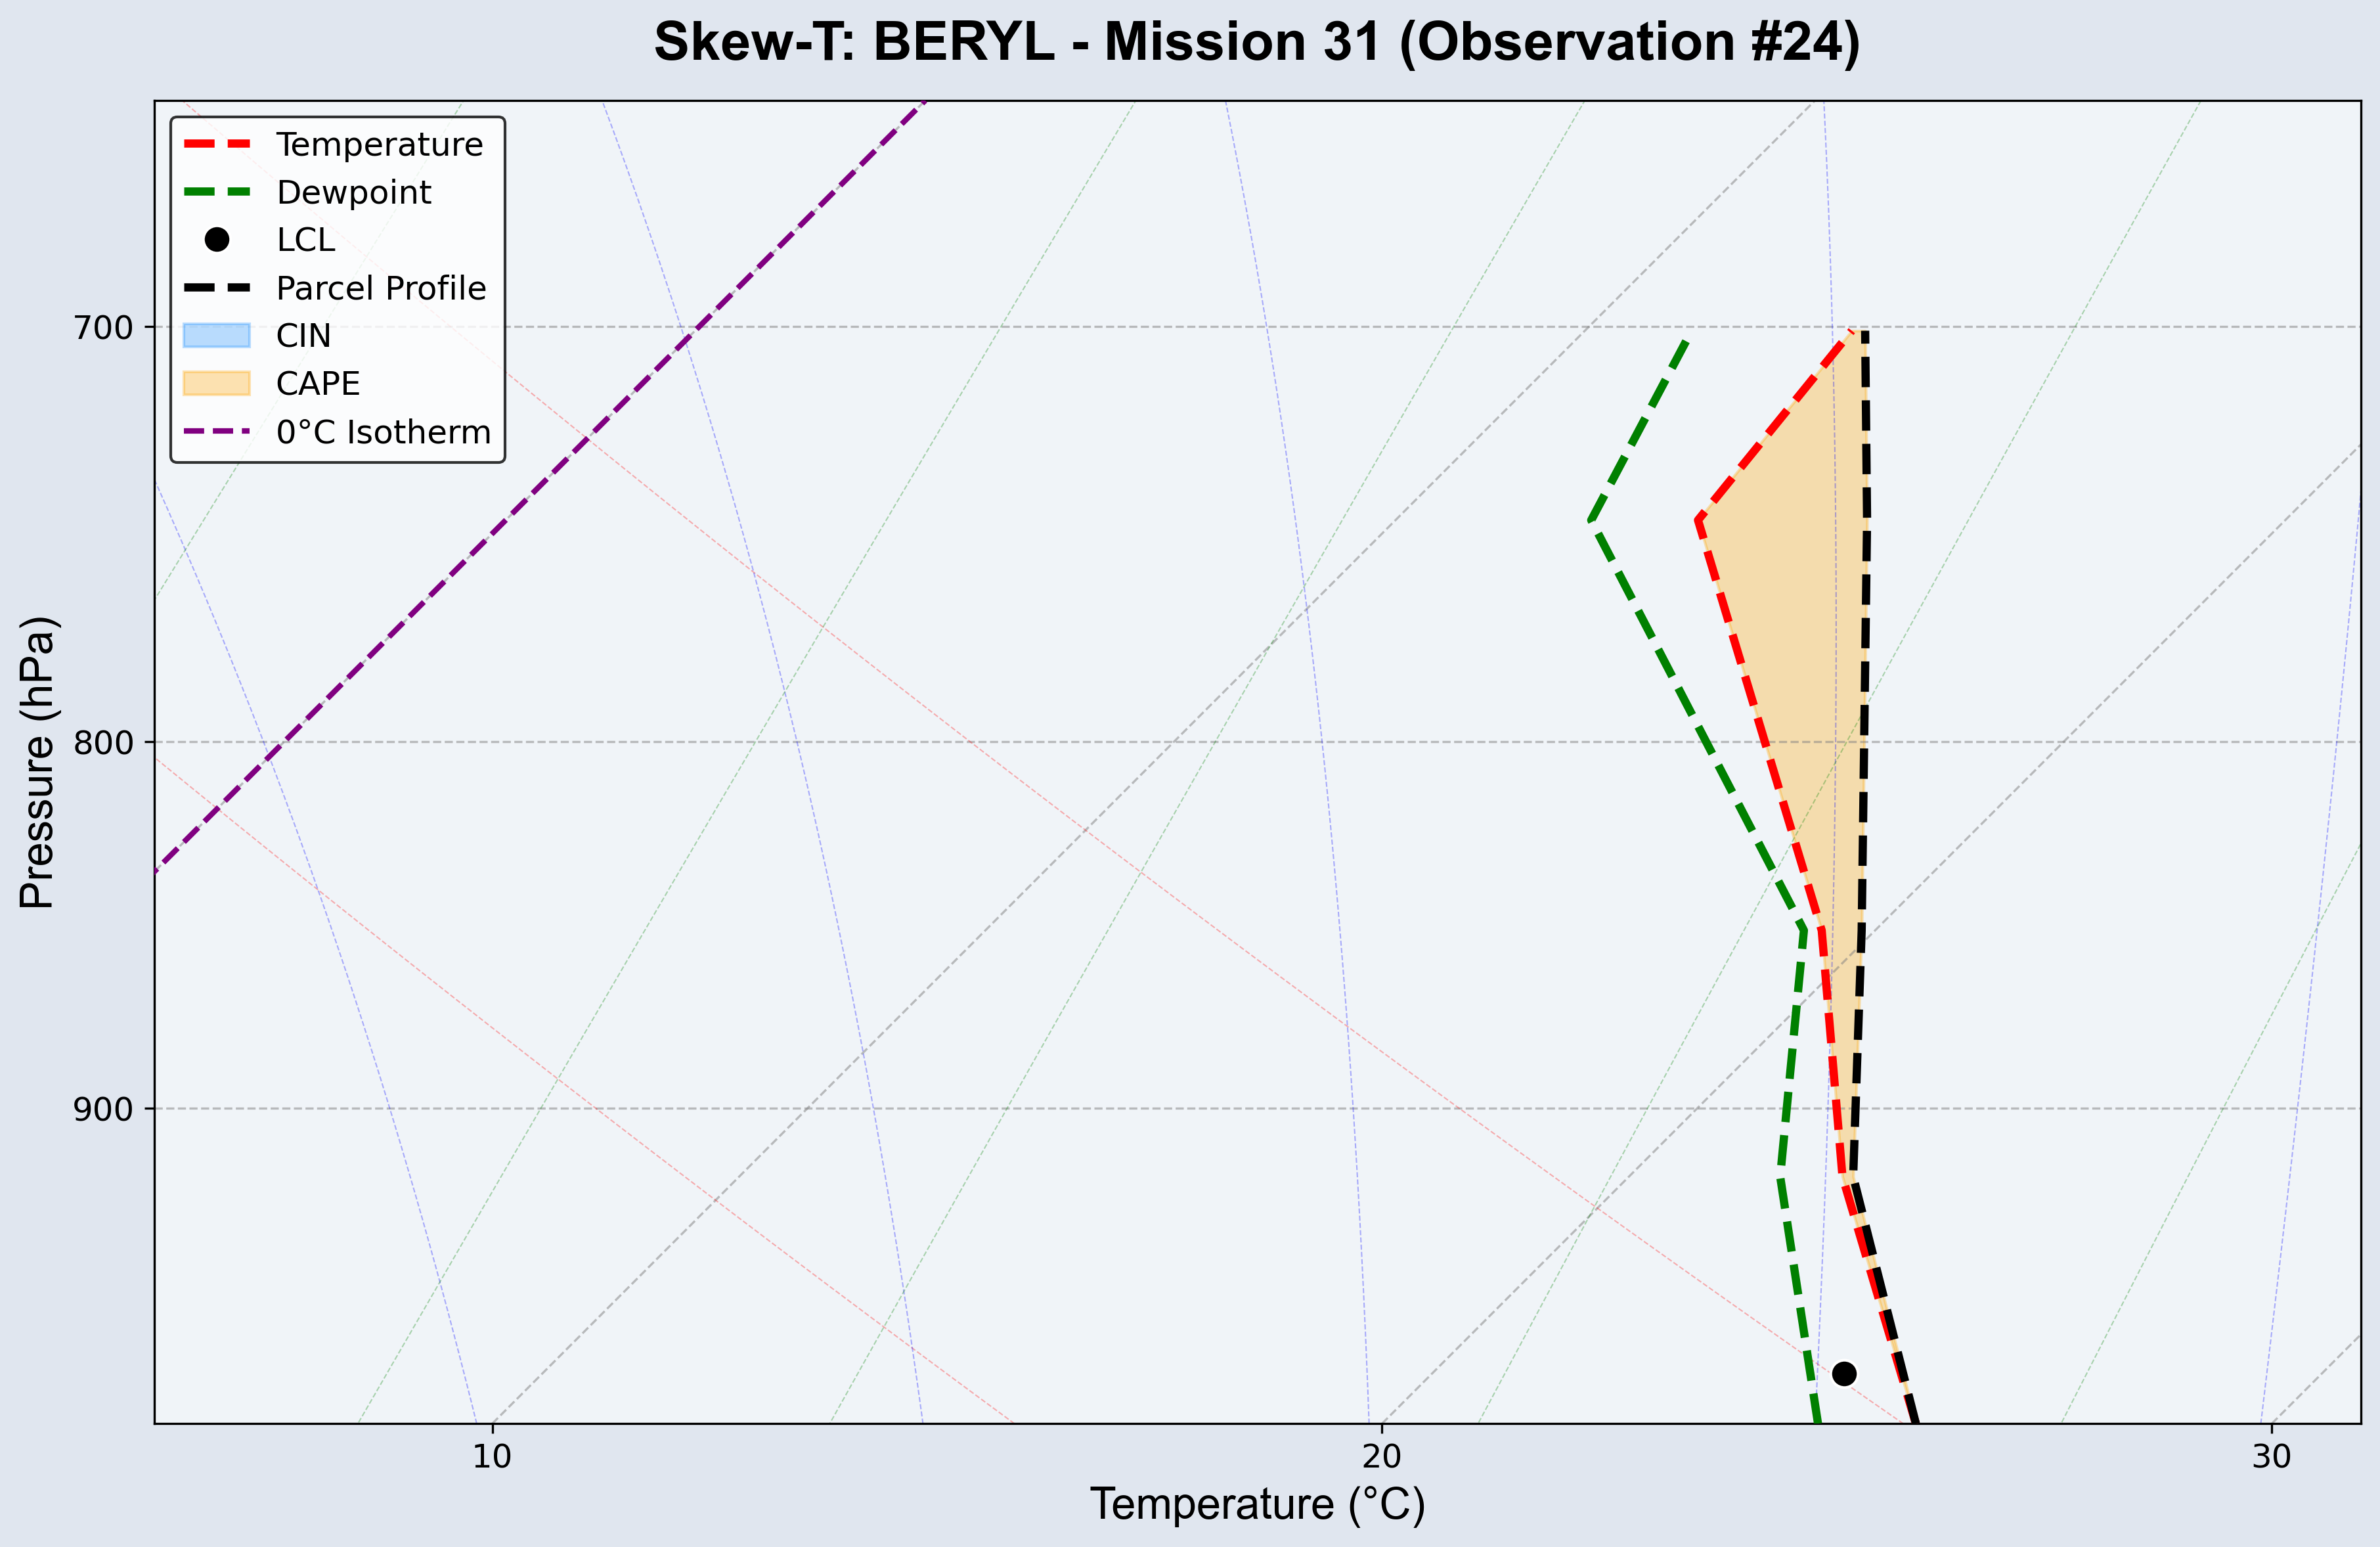 Skew-T: BERYL - Mission 31 (Observation #24)
Temperature
Dewpoint
LCL
Parcel Profile
CIN
CAPE
0°C Isotherm
700
800
900
Pressure (hPa)
10
20
30
Temperature (°C)